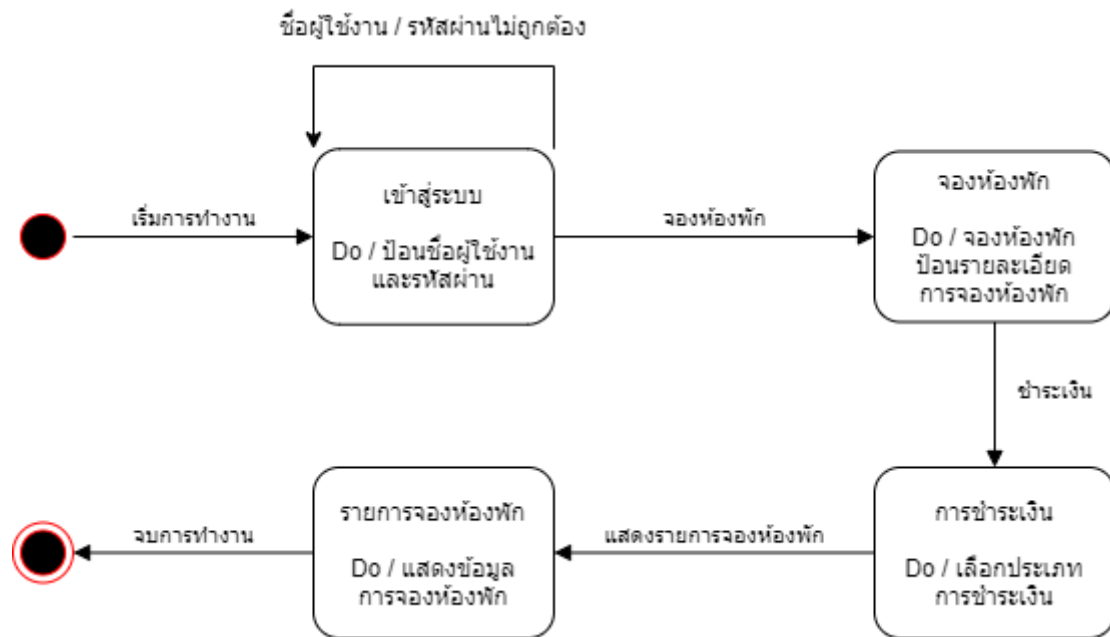 ชื่อผู้ใช้งาน / รหัสผ่านไม่ถูกต้อง
เริ่มการทำงาน
เข้าสู่ระบบ
Do / ป้อนชื่อผู้ใช้งาน
และรหัสผ่าน
จองห้องพัก
จองห้องพัก
Do / จองห้องพัก
ป้อนรายละเอียด
การจองห้องพัก
ชำระเงิน
การชำระเงิน
Do / เลือกประเภท
การชำระเงิน
แสดงรายการจองห้องพัก
รายการจองห้องพัก
Do / แสดงข้อมูล
การจองห้องพัก
จบการทำงาน